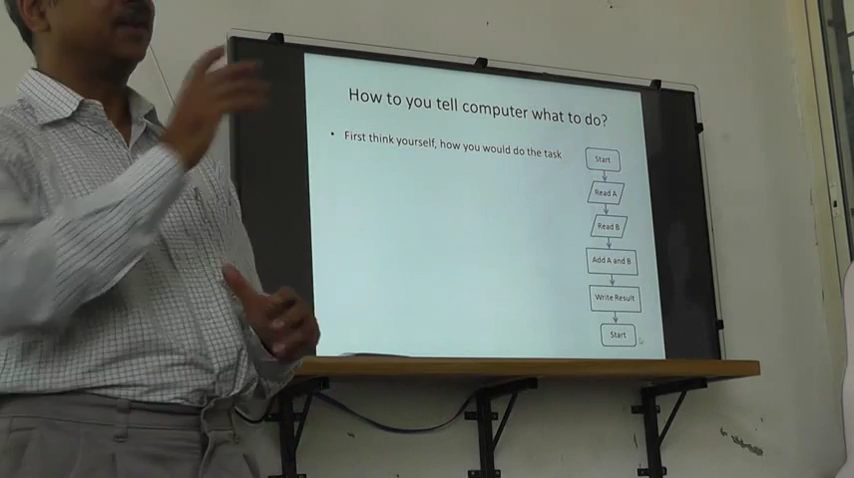 How to you tell computer what to do?
• First think yourself, how you would do the task
Start
Read A
Read B
Add A and B
Write Result
Start